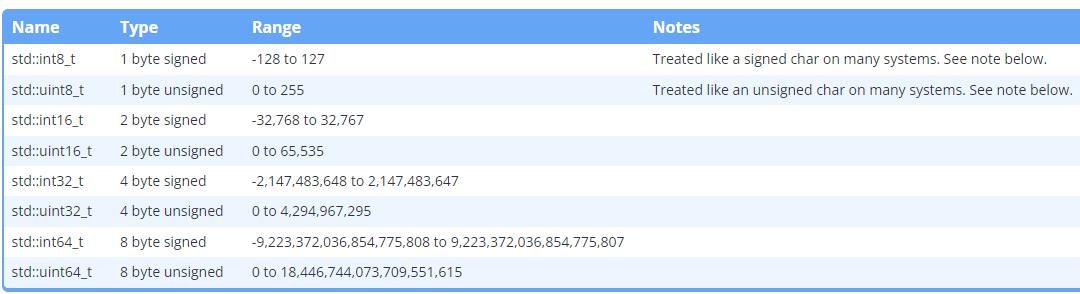 Name Type Range Notes
std::int8_t 1 byte signed -128 to 127 Treated like a signed char on many systems. See note below.
std::uint8_t 1 byte unsigned 0 to 255 Treated like an unsigned char on many systems. See note below.
std::int16_t 2 byte signed -32,768 to 32,767
std::uint16_t 2 byte unsigned 0 to 65,535
std::int32_t 4 byte signed -2,147,483,648 to 2,147,483,647
std::uint32_t 4 byte unsigned 0 to 4,294,967,295
std::int64_t 8 byte signed -9,223,372,036,854,775,808 to 9,223,372,036,854,775,807
std::uint64_t 8 byte unsigned 0 to 18,446,744,073,709,551,615